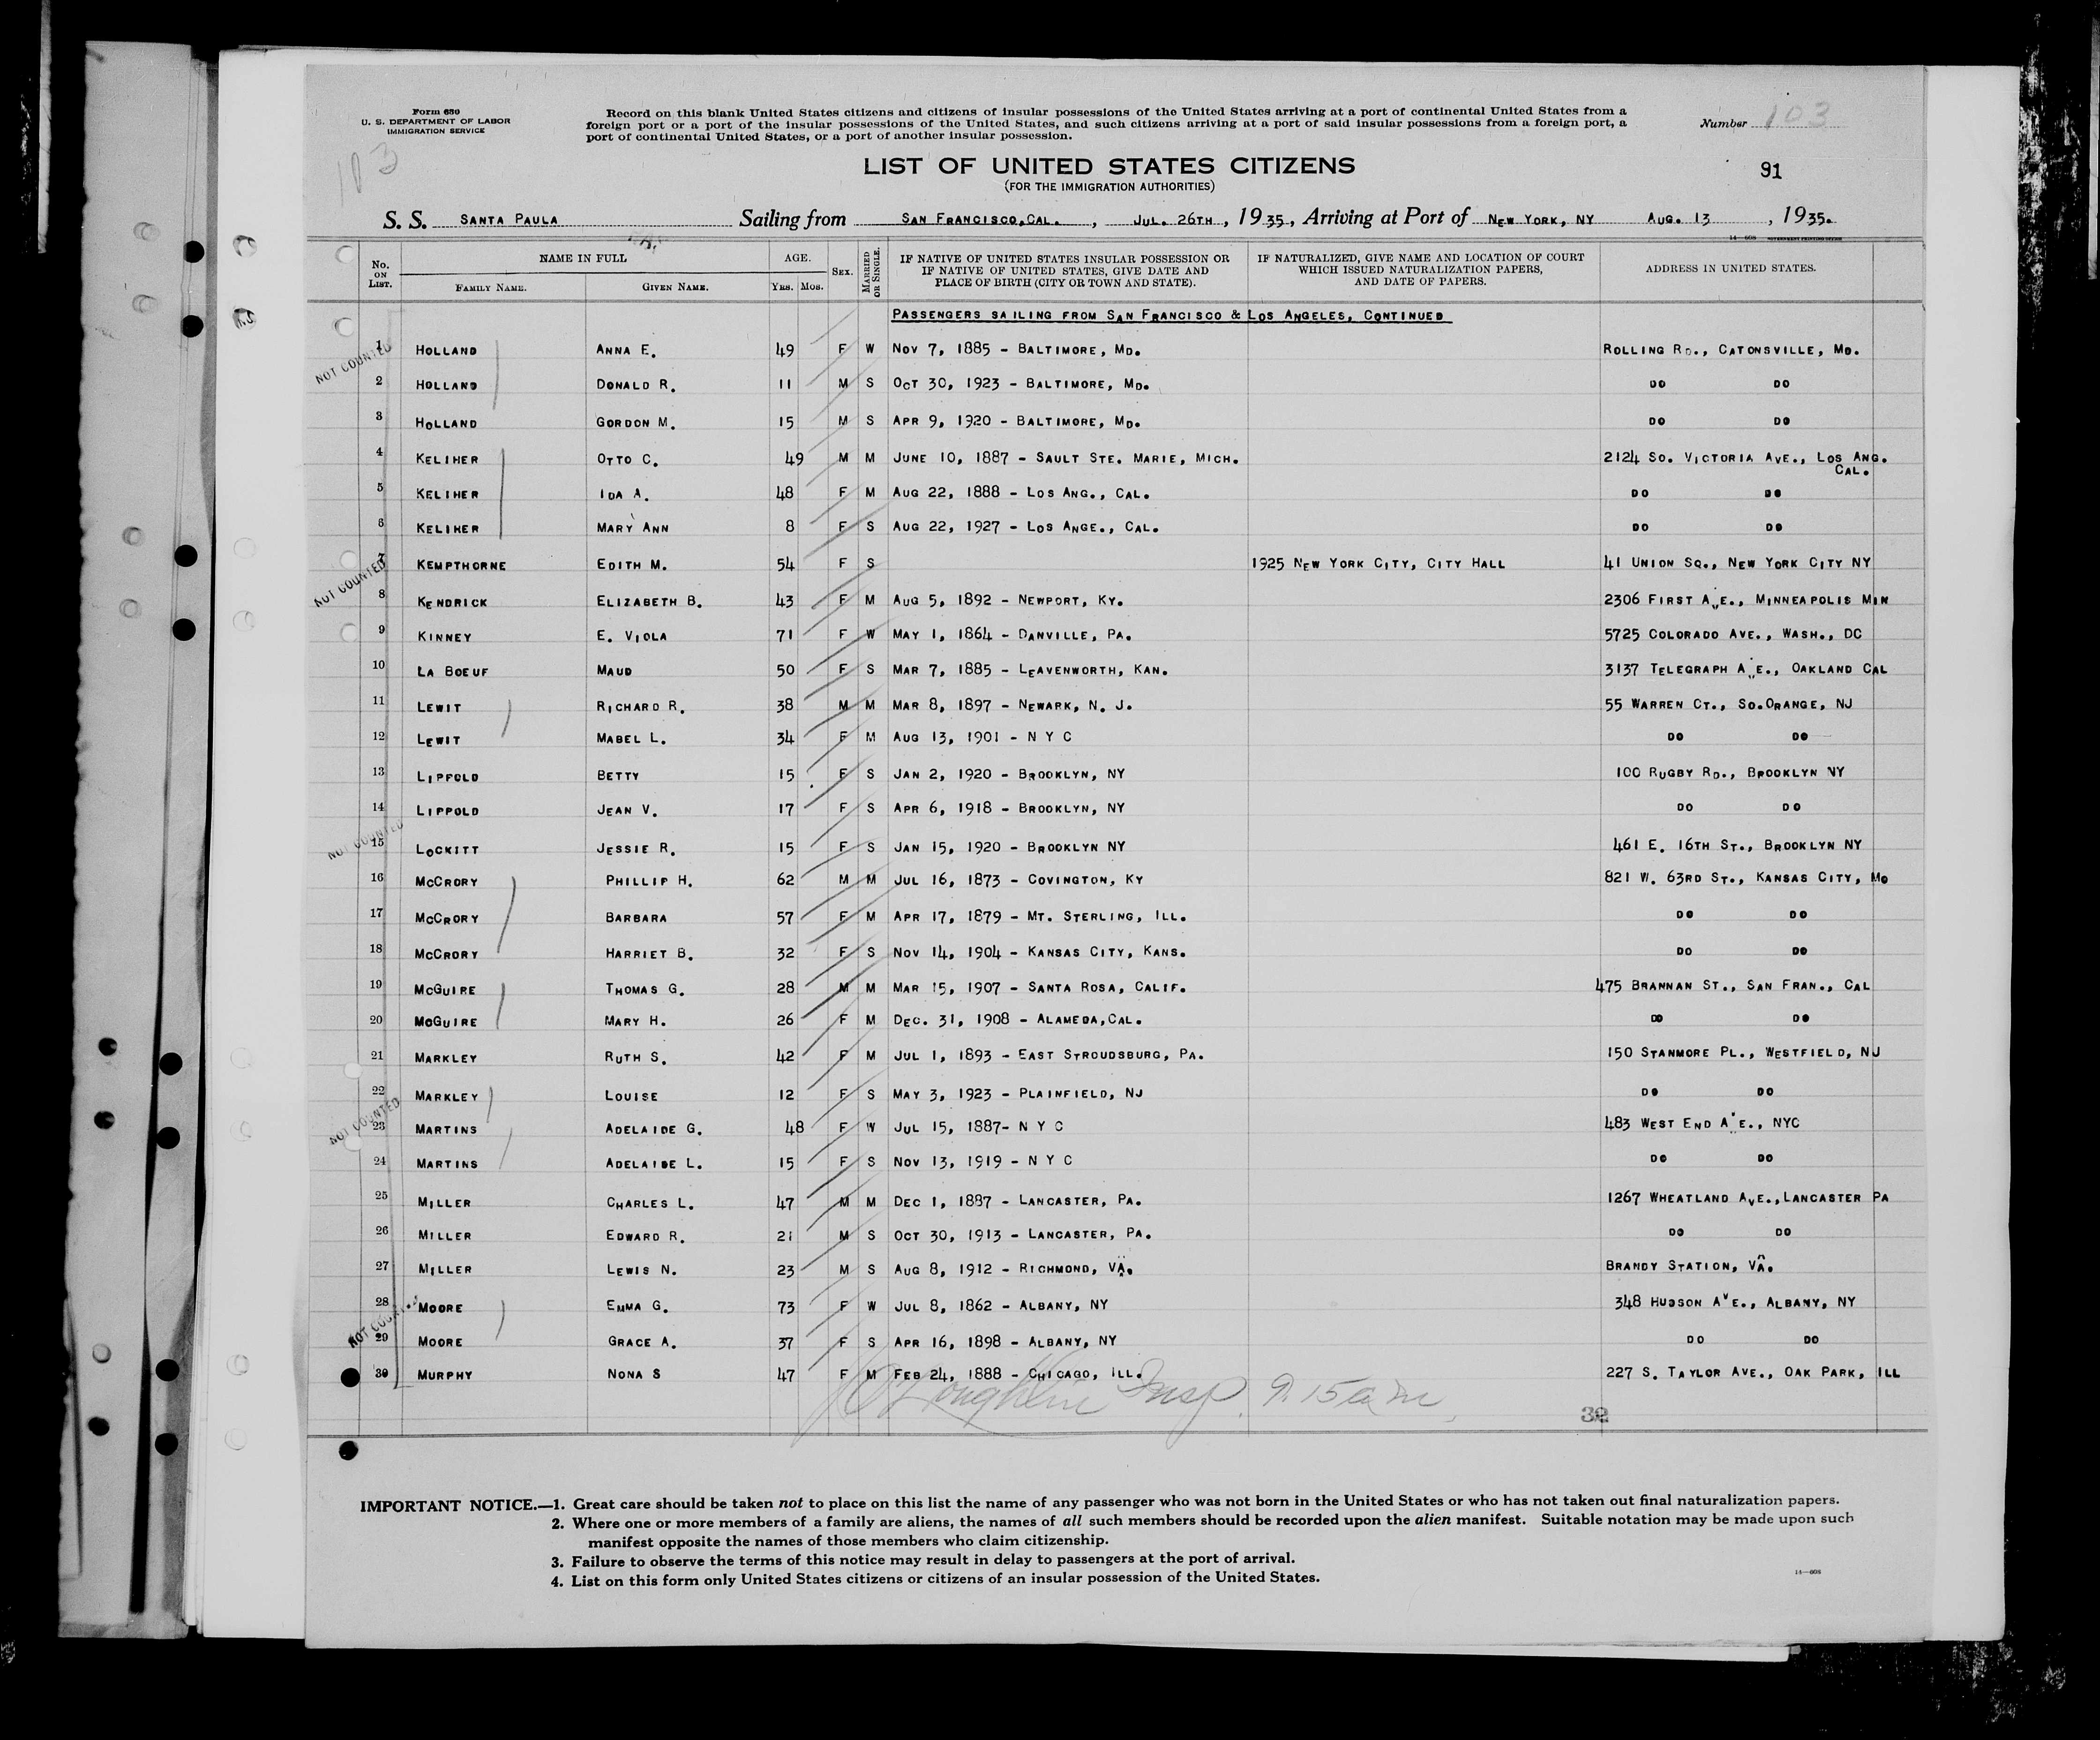 Form 630
U. S. DEPARTMENT OF LABOR
IMMIGRATION SERVICE
Record on this blank United States citizens and citizens of insular possessions of the United States arriving at a port of continental United States from a
foreign port or a port of the insular possessions of the United States, and such citizens arriving at a port of said insular possessions from a foreign port, a
port of continental United States, or a port of another insular possession.
Number 103
103
LIST OF UNITED STATES CITIZENS
(FOR THE IMMIGRATION AUTHORITIES)
91
S. S. SANTA PAULA Sailing from SAN FRANCISCO, CAL., JUL. 26TH, 1935, Arriving at Port of NEW YORK, NY AUG. 13, 1935.
No. ON LIST. NAME IN FULL FAMILY NAME. GIVEN NAME. AGE. YRS. MOS. SEX. MARRIED OR SINGLE. IF NATIVE OF UNITED STATES INSULAR POSSESSION OR IF NATIVE OF UNITED STATES, GIVE DATE AND PLACE OF BIRTH (CITY OR TOWN AND STATE). IF NATURALIZED, GIVE NAME AND LOCATION OF COURT WHICH ISSUED NATURALIZATION PAPERS, AND DATE OF PAPERS. ADDRESS IN UNITED STATES.
PASSENGERS SAILING FROM SAN FRANCISCO & LOS ANGELES, CONTINUED
NOT COUNTED
1 HOLLAND ANNA E. 49 F W NOV 7, 1885 - BALTIMORE, MD. ROLLING RD., CATONSVILLE, MD.
2 HOLLAND DONALD R. 11 M S OCT 30, 1923 - BALTIMORE, MD. DO DO
3 HOLLAND GORDON M. 15 M S APR 9, 1920 - BALTIMORE, MD. DO DO
4 KELIHER OTTO C. 49 M M JUNE 10, 1887 - SAULT STE. MARIE, MICH. 2124 SO. VICTORIA AVE., LOS ANG. CAL.
5 KELIHER IDA A. 48 F M AUG 22, 1888 - LOS ANG., CAL. DO DO
6 KELIHER MARY ANN 8 F S AUG 22, 1927 - LOS ANGE., CAL. DO DO
7 KEMPTHORNE EDITH M. 54 F S 1925 NEW YORK CITY, CITY HALL 41 UNION SQ., NEW YORK CITY NY
NOT COUNTED
8 KENDRICK ELIZABETH B. 43 F M AUG 5, 1892 - NEWPORT, KY. 2306 FIRST AVE., MINNEAPOLIS MIN
9 KINNEY E. VIOLA 71 F W MAY 1, 1864 - DANVILLE, PA. 5725 COLORADO AVE., WASH., DC
10 LA BOEUF MAUD 50 F S MAR 7, 1885 - LEAVENWORTH, KAN. 3137 TELEGRAPH AVE., OAKLAND CAL
11 LEWIT RICHARD R. 38 M M MAR 8, 1897 - NEWARK, N. J. 55 WARREN CT., SO.ORANGE, NJ
12 LEWIT MABEL L. 34 F M AUG 13, 1901 - N Y C DO DO
13 LIPPOLD BETTY 15 F S JAN 2, 1920 - BROOKLYN, NY 100 RUGBY RD., BROOKLYN NY
14 LIPPOLD JEAN V. 17 F S APR 6, 1918 - BROOKLYN, NY DO DO
NOT COUNTED
15 LOCKITT JESSIE R. 15 F S JAN 15, 1920 - BROOKLYN NY 461 E. 16TH ST., BROOKLYN NY
16 MCCRORY PHILLIP H. 62 M M JUL 16, 1873 - COVINGTON, KY 821 W. 63RD ST., KANSAS CITY, MO
17 MCCRORY BARBARA 57 F M APR 17, 1879 - MT. STERLING, ILL. DO DO
18 MCCRORY HARRIET B. 32 F S NOV 14, 1904 - KANSAS CITY, KANS. DO DO
19 MCGUIRE THOMAS G. 28 M M MAR 15, 1907 - SANTA ROSA, CALIF. 475 BRANNAN ST., SAN FRAN., CAL
20 MCGUIRE MARY H. 26 F M DEC. 31, 1908 - ALAMEDA,CAL. DO DO
21 MARKLEY RUTH S. 42 F M JUL 1, 1893 - EAST STROUDSBURG, PA. 150 STANMORE PL., WESTFIELD, NJ
22 MARKLEY LOUISE 12 F S MAY 3, 1923 - PLAINFIELD, NJ DO DO
NOT COUNTED
23 MARTINS ADELAIDE G. 48 F W JUL 15, 1887- N Y C 483 WEST END AVE., NYC
24 MARTINS ADELAIDE L. 15 F S NOV 13, 1919 - N Y C DO DO
25 MILLER CHARLES L. 47 M M DEC 1, 1887 - LANCASTER, PA. 1267 WHEATLAND AVE.,LANCASTER PA
26 MILLER EDWARD R. 21 M S OCT 30, 1913 - LANCASTER, PA. DO DO
27 MILLER LEWIS N. 23 M S AUG 8, 1912 - RICHMOND, VA. BRANDY STATION, VA.
28 MOORE EMMA G. 73 F W JUL 8, 1862 - ALBANY, NY 348 HUDSON AVE., ALBANY, NY
NOT COUNTED
29 MOORE GRACE A. 37 F S APR 16, 1898 - ALBANY, NY DO DO
30 MURPHY NONA S 47 F M FEB 24, 1888 - CHICAGO, ILL. 227 S. TAYLOR AVE., OAK PARK, ILL
Insp. 9.15 am
IMPORTANT NOTICE.—1. Great care should be taken not to place on this list the name of any passenger who was not born in the United States or who has not taken out final naturalization papers.
2. Where one or more members of a family are aliens, the names of all such members should be recorded upon the alien manifest. Suitable notation may be made upon such
manifest opposite the names of those members who claim citizenship.
3. Failure to observe the terms of this notice may result in delay to passengers at the port of arrival.
4. List on this form only United States citizens or citizens of an insular possession of the United States.